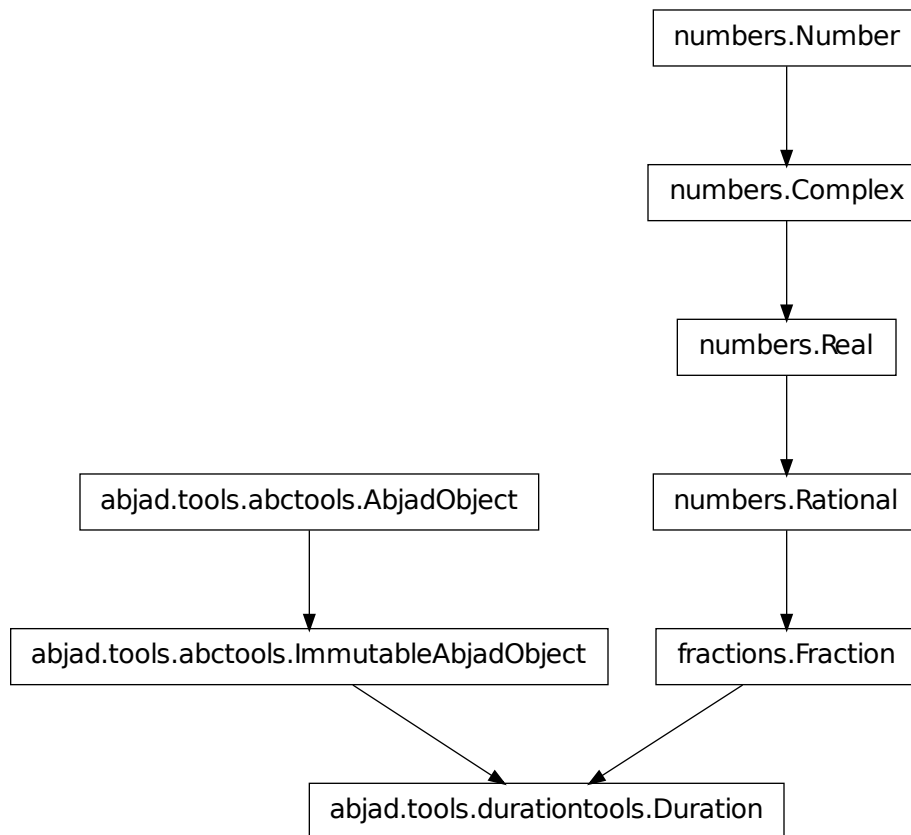 numbers.Number
numbers.Complex
numbers.Real
abjad.tools.abctools.AbjadObject
numbers.Rational
abjad.tools.abctools.ImmutableAbjadObject
fractions.Fraction
abjad.tools.durationtools.Duration